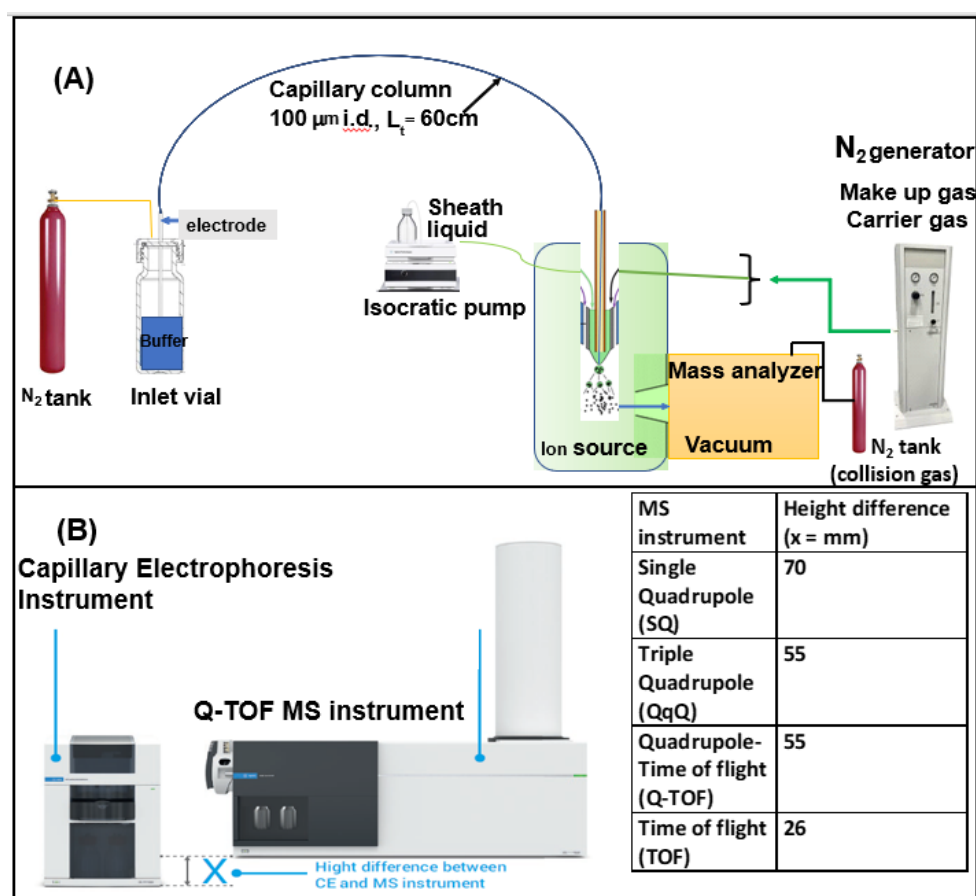 (A)
Capillary column
100 µm i.d., Lt= 60cm
N2 generator
Make up gas
Carrier gas
Sheath
liquid
electrode
Isocratic pump
Buffer
N2 tank
Inlet vial
Mass analyzer
Ion source
Vacuum
N2 tank
(collision gas)
(B)
Capillary Electrophoresis
Instrument
Q-TOF MS instrument
X
Hight difference between
CE and MS instrument
MS
instrument
Height difference
(x = mm)
Single
Quadrupole
(SQ)
70
Triple
Quadrupole
(QqQ)
55
Quadrupole-
Time of flight
(Q-TOF)
55
Time of flight
(TOF)
26